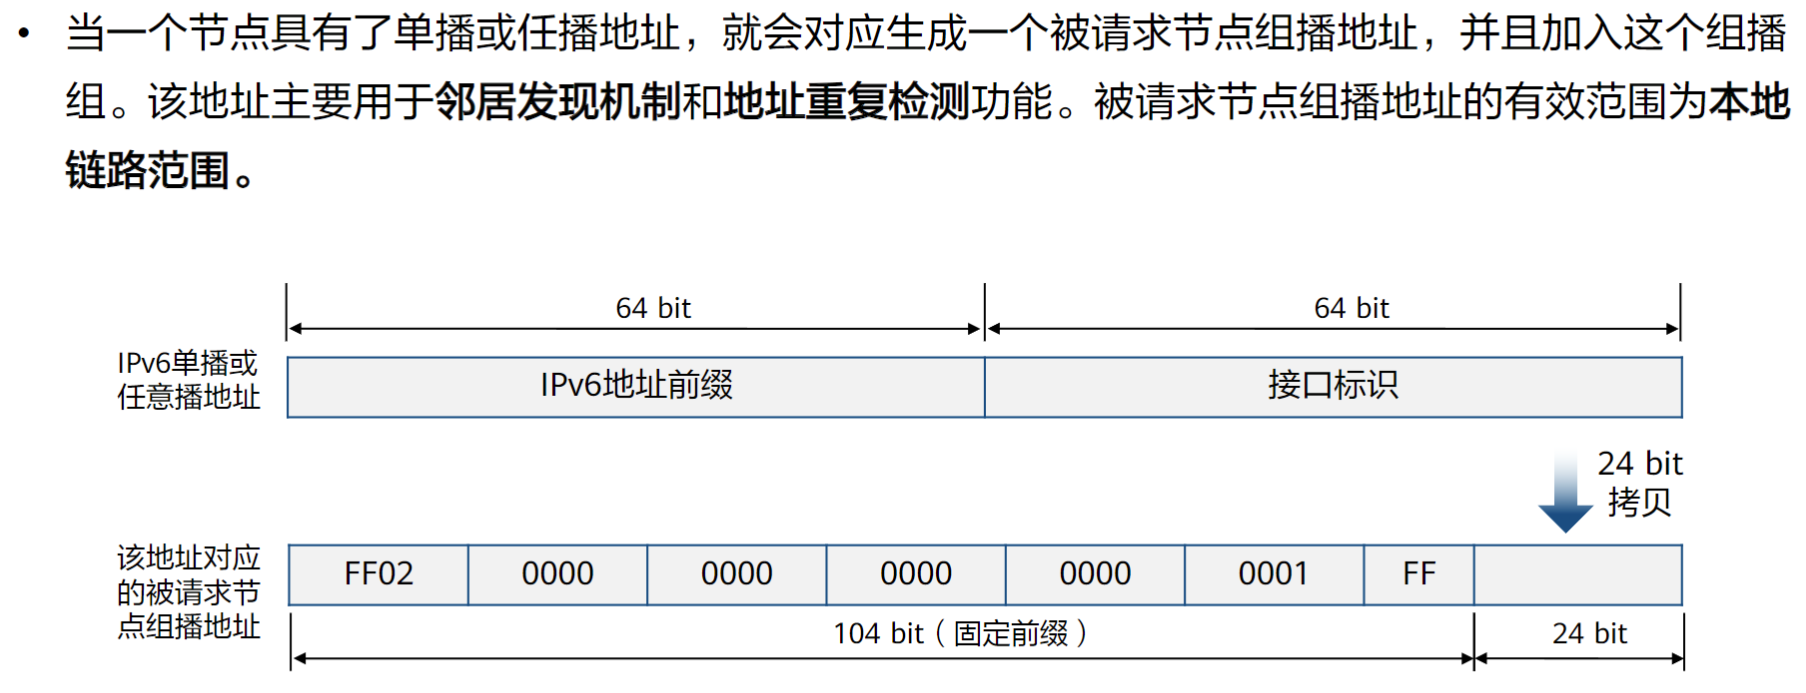 • 当一个节点具有了单播或任播地址，就会对应生成一个被请求节点组播地址，并且加入这个组播
组。该地址主要用于邻居发现机制和地址重复检测功能。被请求节点组播地址的有效范围为本地
链路范围。
64 bit 64 bit
IPv6单播或
任意播地址
IPv6地址前缀 接口标识
24 bit
拷贝
该地址对应
的被请求节
点组播地址
FF02 0000 0000 0000 0000 0001 FF
104 bit（固定前缀） 24 bit